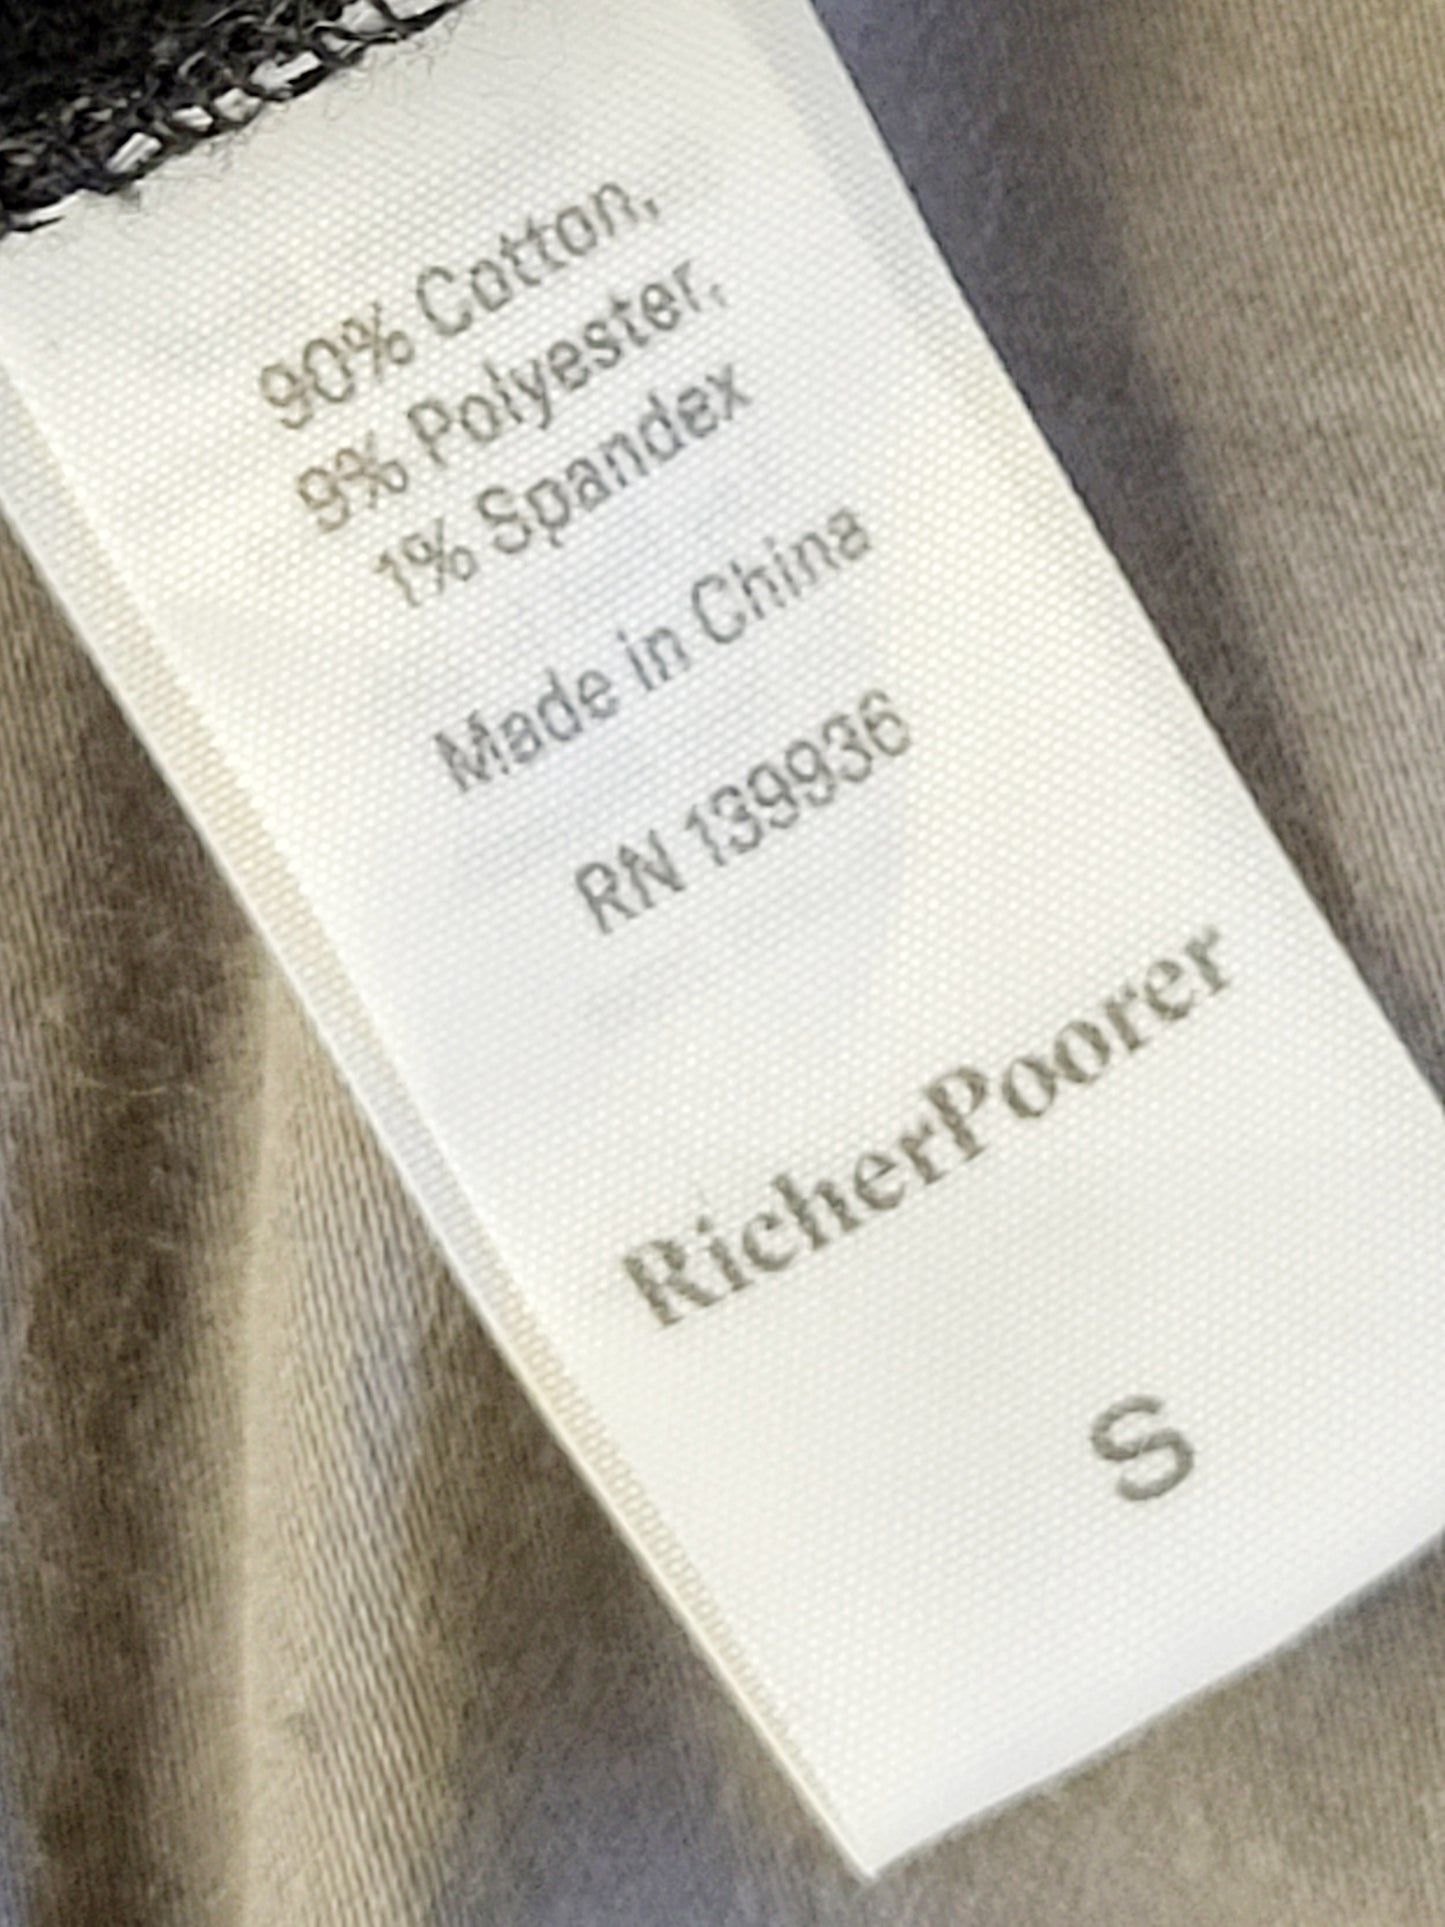 90% Cotton,
9% Polyester,
1% Spandex
Made in China
RN 139936
RicherPoorer
S